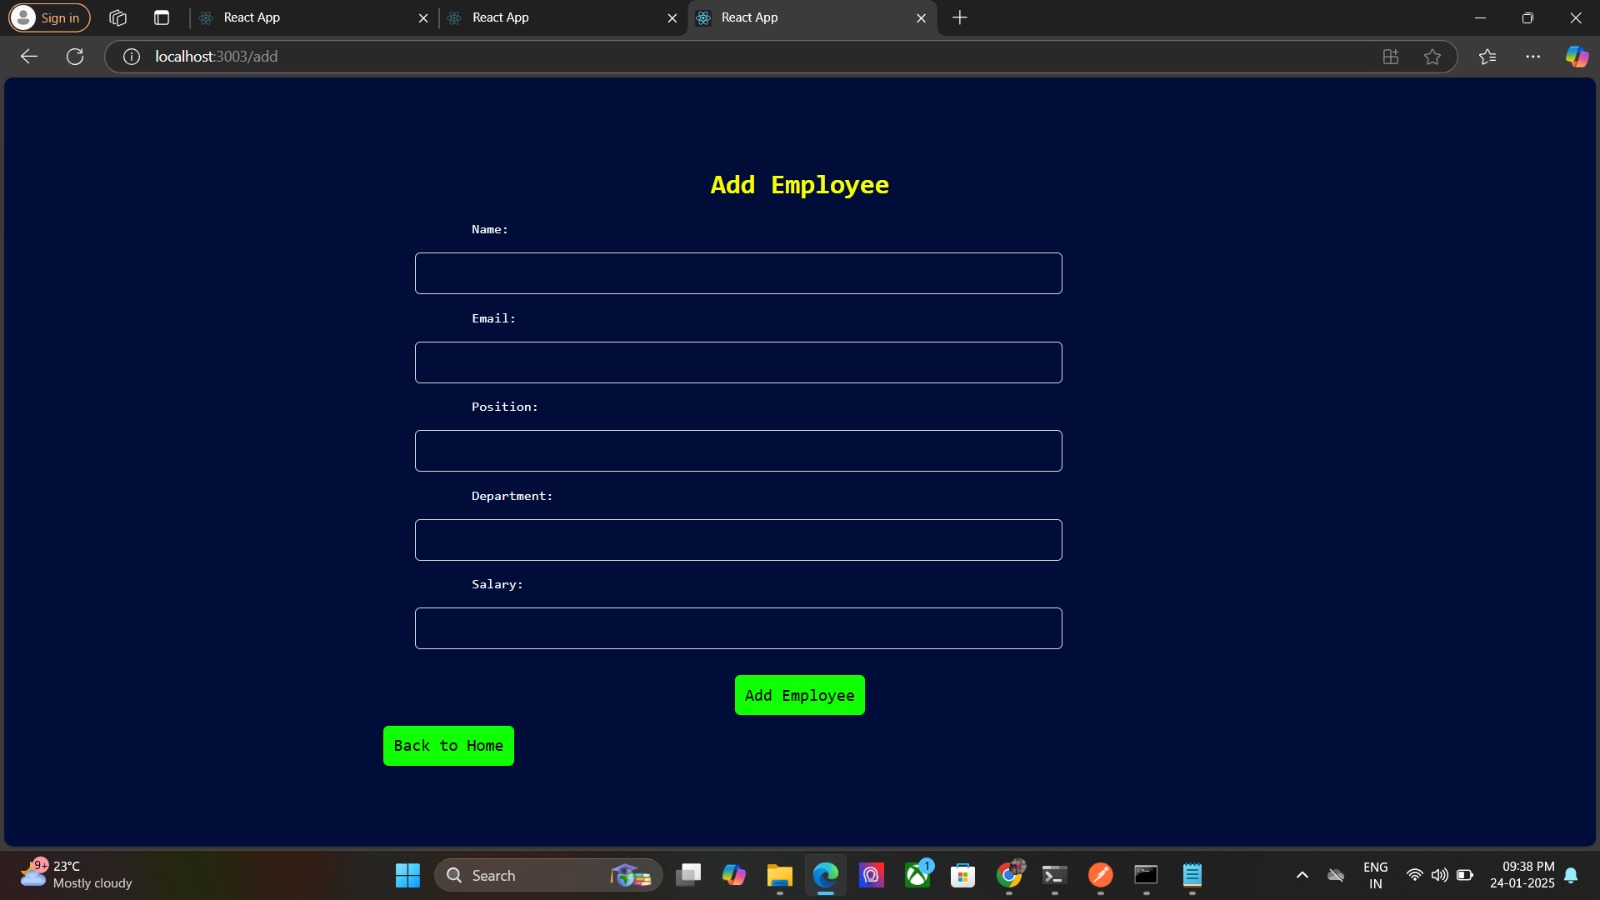 Sign in
React App
React App
React App
localhost:3003/add
Add Employee
Name:
Email:
Position:
Department:
Salary:
Add Employee
Back to Home
9+
23°C
Mostly cloudy
Search
1
ENG
IN
09:38 PM
24-01-2025